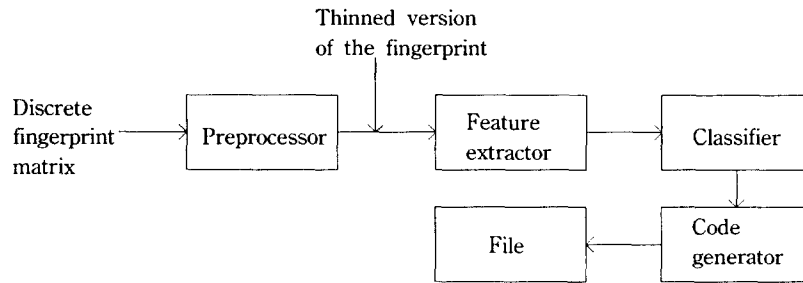 Thinned version
of the fingerprint
Discrete
fingerprint
matrix
Preprocessor
Feature
extractor
Classifier
File
Code
generator